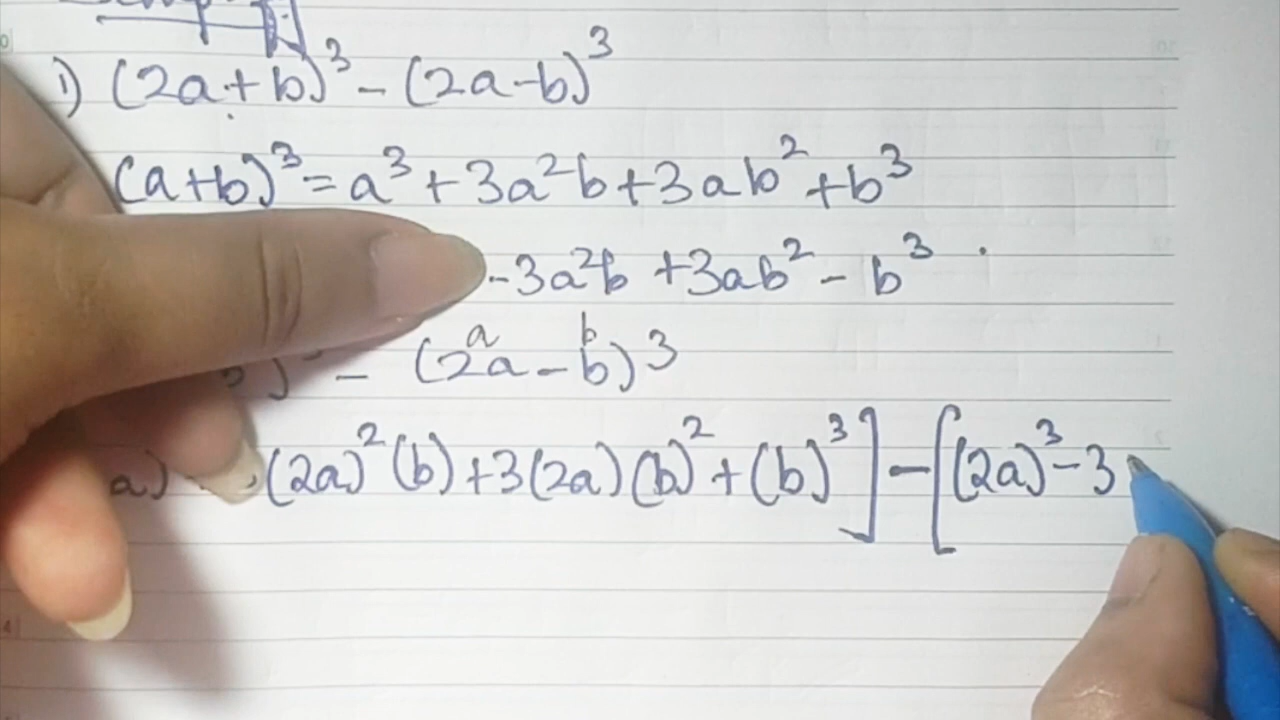 1) (2a+b)³ - (2a-b)³
(a+b)³ = a³ + 3a²b + 3ab² + b³
-3a²b + 3ab² - b³
a b
b)³ - (2a-b)³
a) (2a)²(b) + 3(2a)(b)² + (b)³] - [(2a)³ - 3